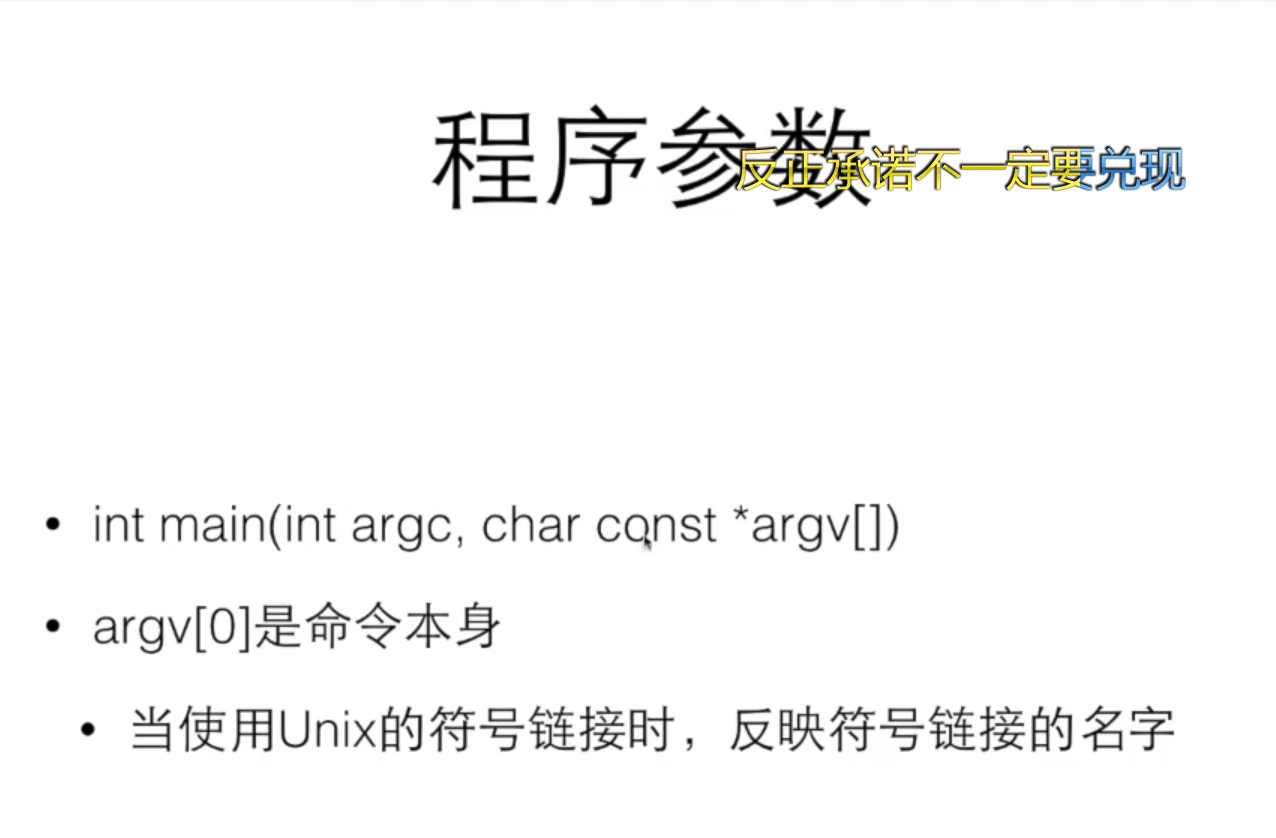 程序参数
反正承诺不一定要兑现
• int main(int argc, char const *argv[])
• argv[0]是命令本身
• 当使用Unix的符号链接时，反映符号链接的名字